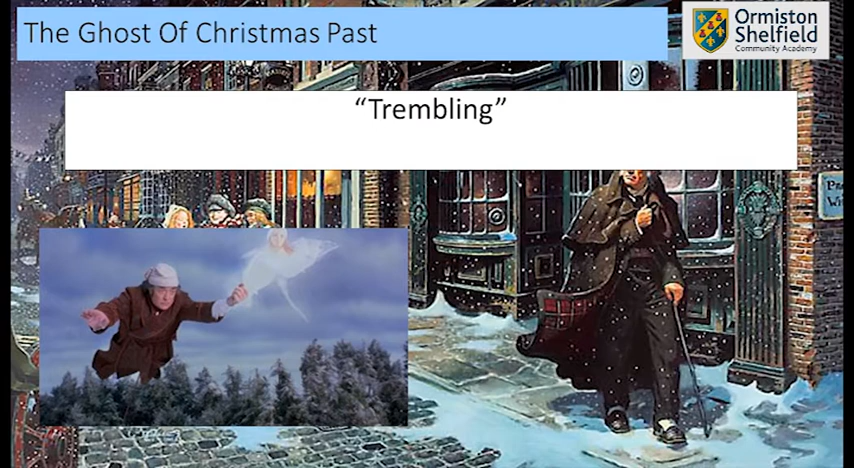 The Ghost Of Christmas Past
Ormiston
Shelfield
Community Academy
“Trembling”